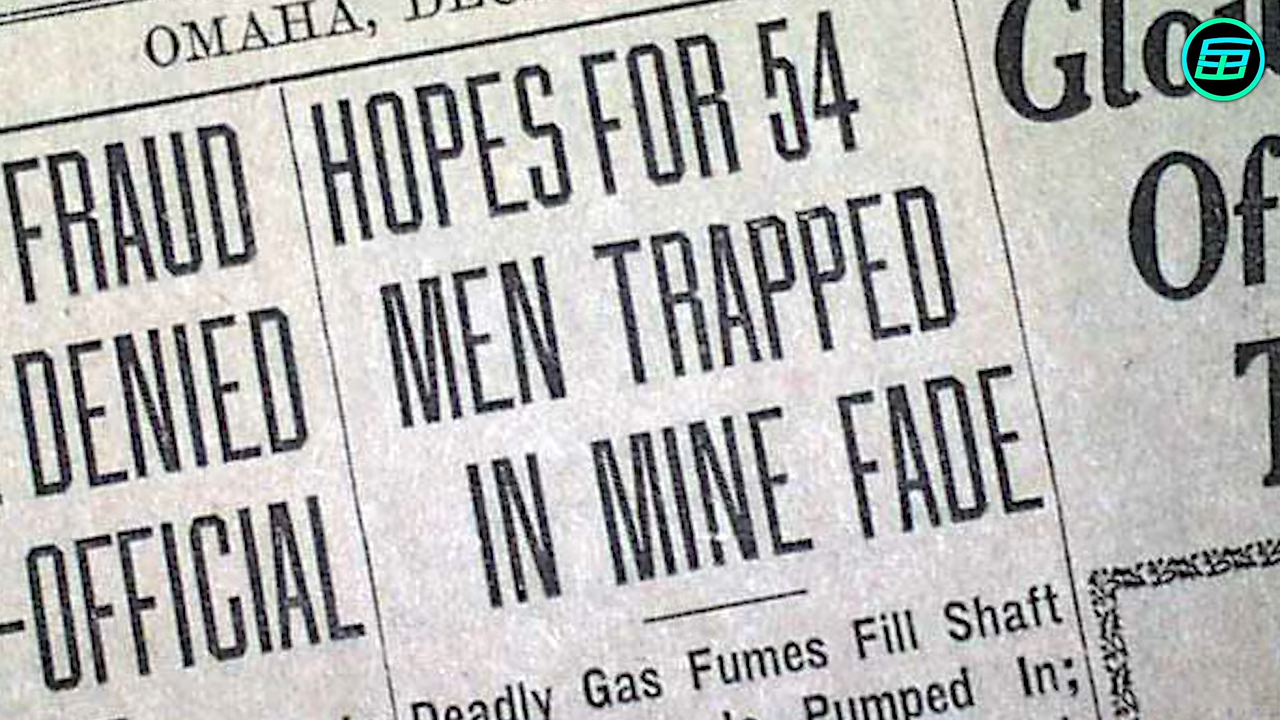 OMAHA,
FRAUD
DENIED
-OFFICIAL
HOPES FOR 54
MEN TRAPPED
IN MINE FADE
Deadly Gas Fumes Fill Shaft
Pumped In;
Of